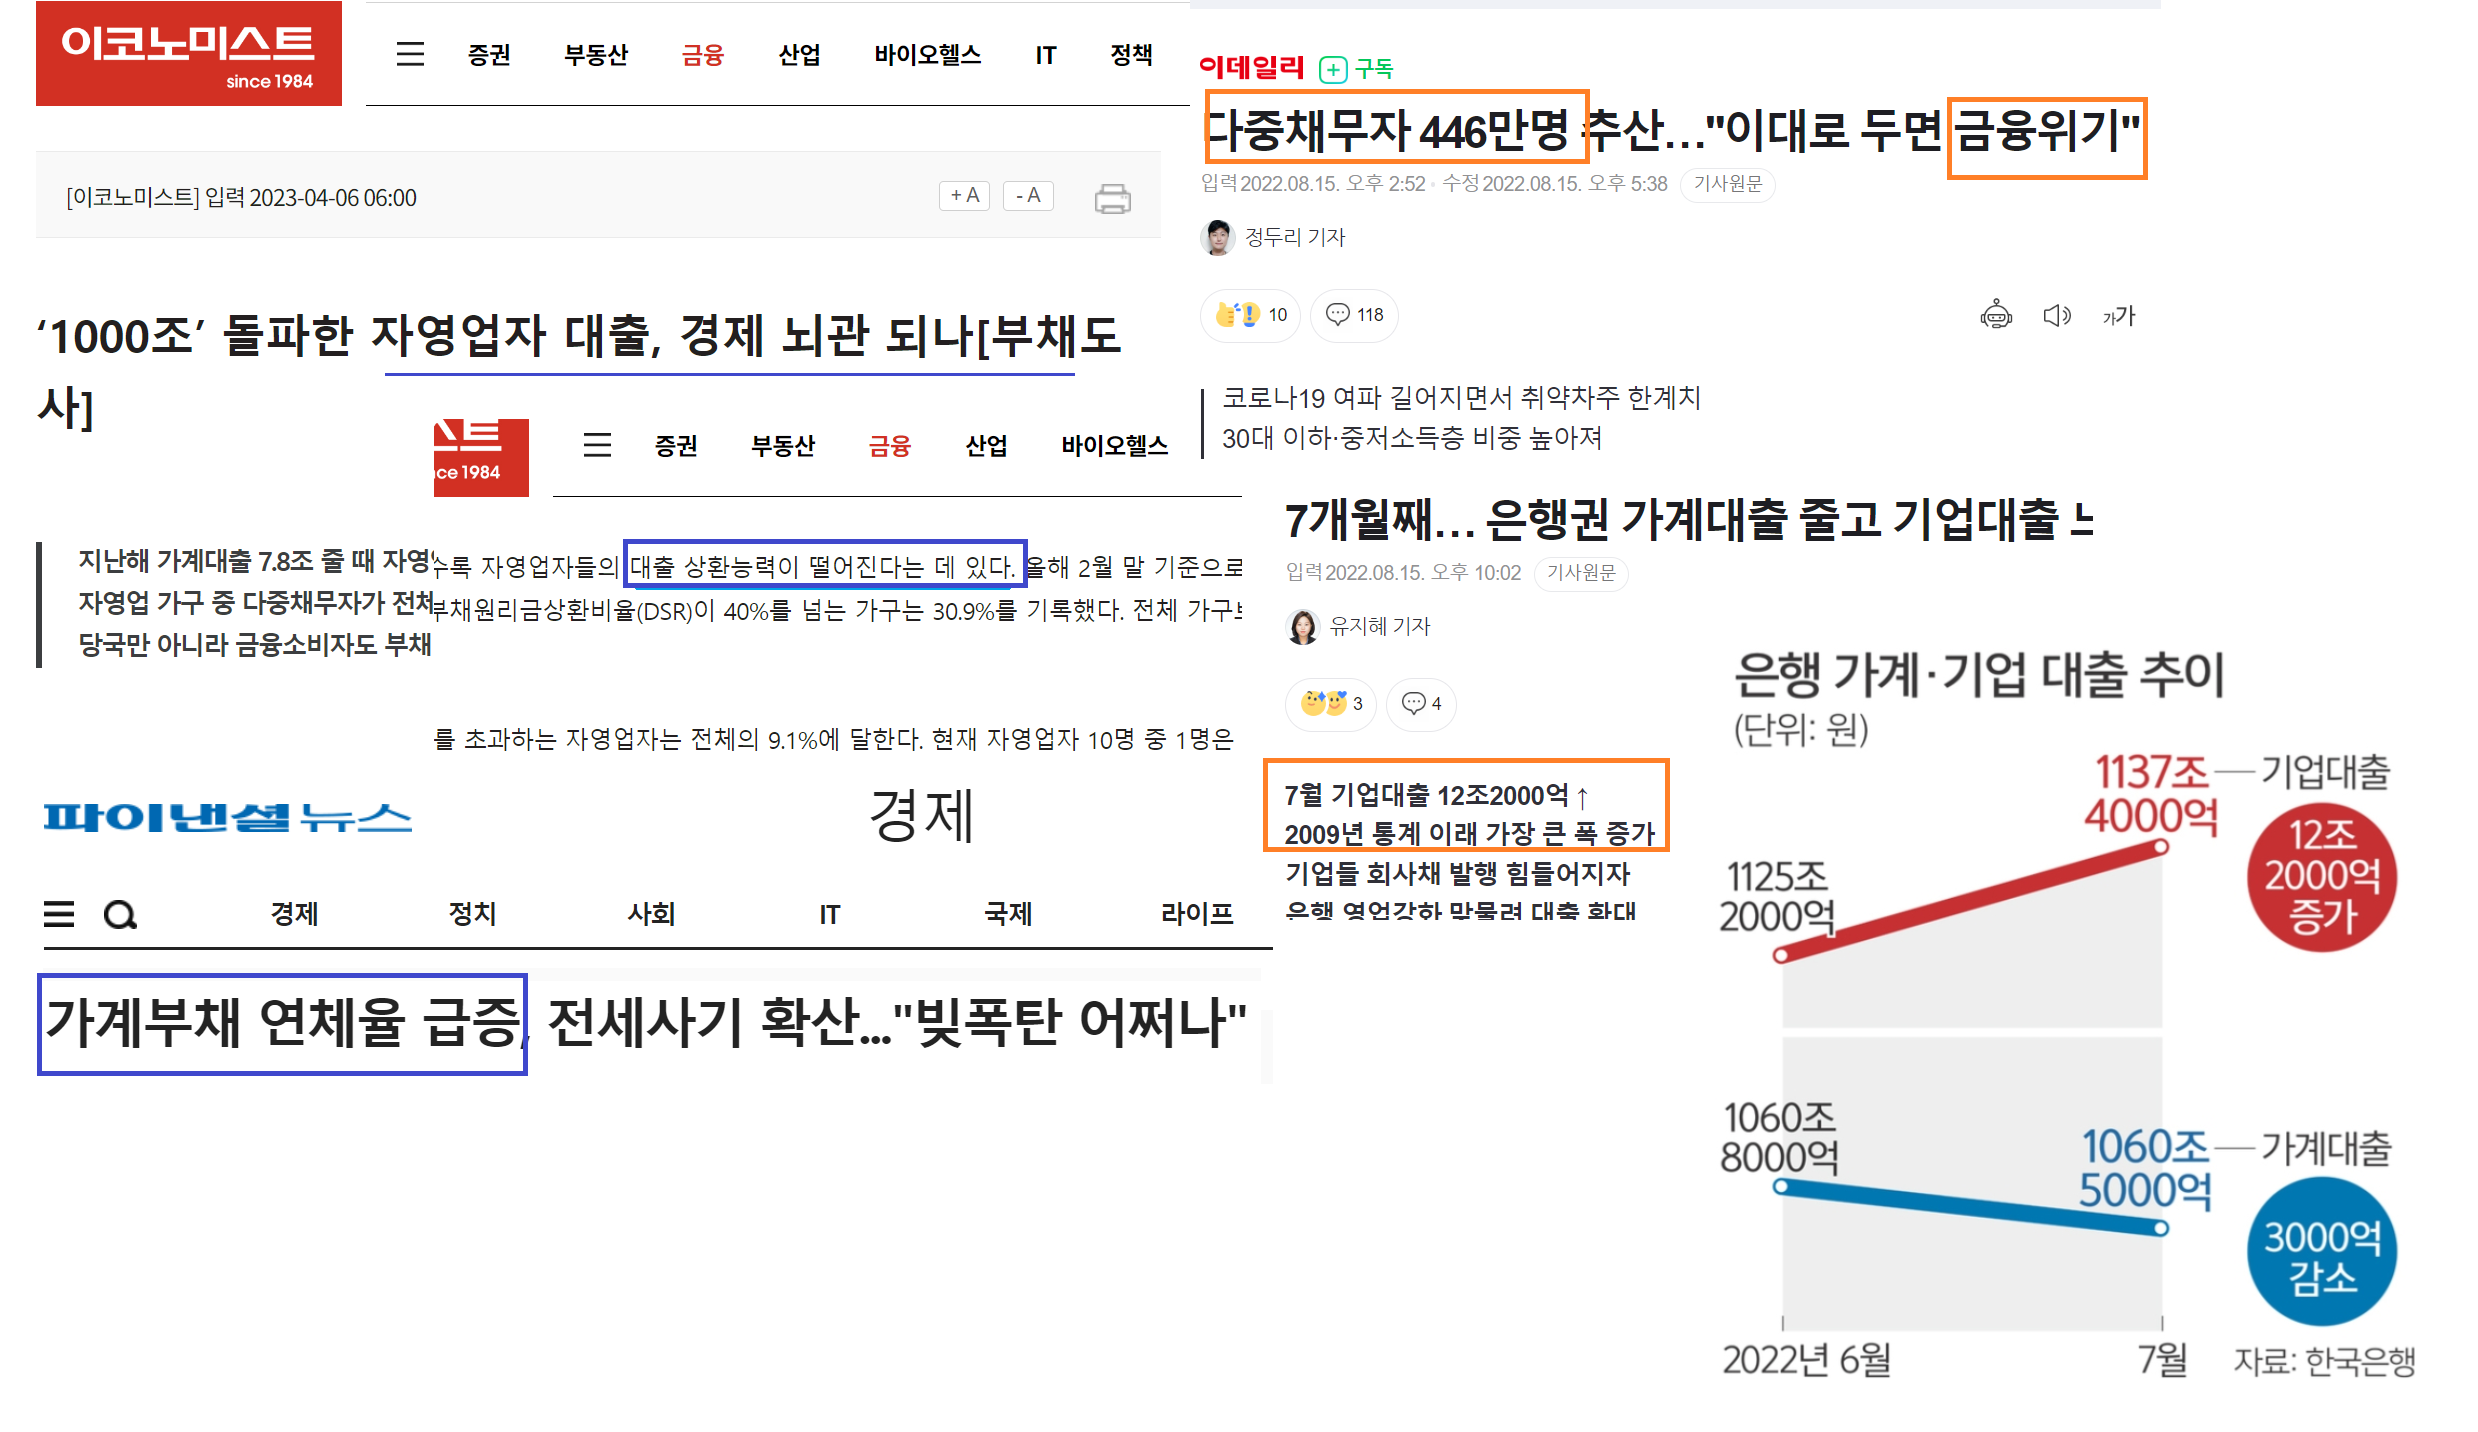 이코노미스트
since 1984
증권 부동산 금융 산업 바이오헬스 IT 정책
[이코노미스트] 입력 2023-04-06 06:00
+ A - A
‘1000조’ 돌파한 자영업자 대출, 경제 뇌관 되나[부채도
사]
지난해 가계대출 7.8조 줄 때
자영업 가구 중 다중채무자가
당국만 아니라 금융소비자도 부채
since 1984
증권 부동산 금융 산업 바이오헬스
자영업자들의 대출 상환능력이 떨어진다는 데 있다. 올해 2월 말 기준으로
부채원리금상환비율(DSR)이 40%를 넘는 가구는 30.9%를 기록했다. 전체
를 초과하는 자영업자는 전체의 9.1%에 달한다. 현재 자영업자 10명 중 1명은
파이낸셜뉴스
경제
경제 정치 사회 IT 국제 라이프
가계부채 연체율 급증, 전세사기 확산..."빚폭탄 어쩌나"
이데일리 구독
다중채무자 446만명 추산…"이대로 두면 금융위기"
입력 2022.08.15. 오후 2:52 · 수정 2022.08.15. 오후 5:38 기사원문
정두리 기자
10 118
가가
코로나19 여파 길어지면서 취약차주 한계치
30대 이하·중저소득층 비중 높아져
7개월째… 은행권 가계대출 줄고 기업대출
입력 2022.08.15. 오후 10:02 기사원문
유지혜 기자
3 4
7월 기업대출 12조2000억↑
2009년 통계 이래 가장 큰 폭 증가
기업들 회사채 발행 힘들어지자
은행 영업강화 맞물려 대출 확대
은행 가계·기업 대출 추이
(단위: 원)
1137조
4000억
기업대출
12조
2000억
증가
1125조
2000억
1060조
8000억
1060조
5000억
가계대출
3000억
감소
2022년 6월 7월 자료: 한국은행